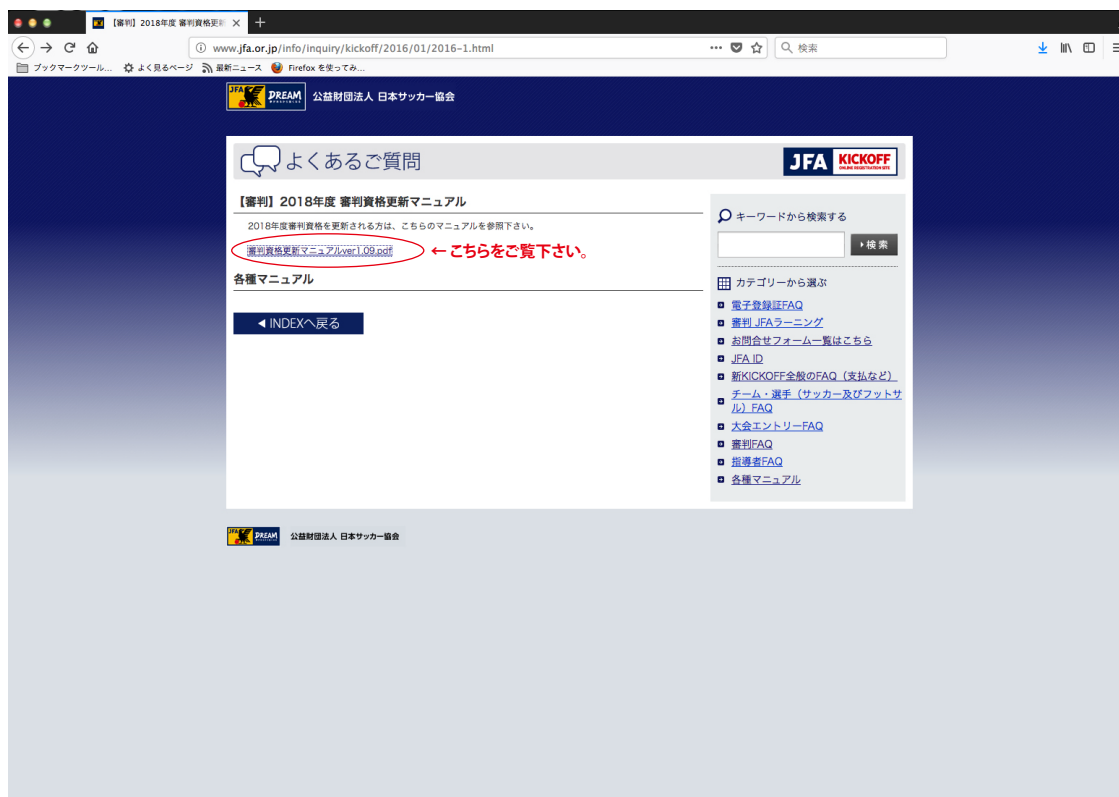 【審判】2018年度 審判資格更新
www.jfa.or.jp/info/inquiry/kickoff/2016/01/2016-1.html
検索
ブックマークツール... よく見るページ 最新ニュース Firefox を使ってみ...
JFA DREAM 公益財団法人 日本サッカー協会
よくあるご質問
JFA KICKOFF
ONLINE REGISTRATION SITE
【審判】2018年度 審判資格更新マニュアル
2018年度審判資格を更新される方は、こちらのマニュアルを参照下さい。
審判資格更新マニュアルver1.09.pdf ←こちらをご覧下さい。
各種マニュアル
◀ INDEXへ戻る
キーワードから検索する
検索
カテゴリーから選ぶ
電子登録証FAQ
審判 JFAラーニング
お問合せフォーム一覧はこちら
JFA ID
新KICKOFF全般のFAQ（支払など）
チーム・選手（サッカー及びフットサ
ル）FAQ
大会エントリーFAQ
審判FAQ
指導者FAQ
各種マニュアル
JFA DREAM 公益財団法人 日本サッカー協会